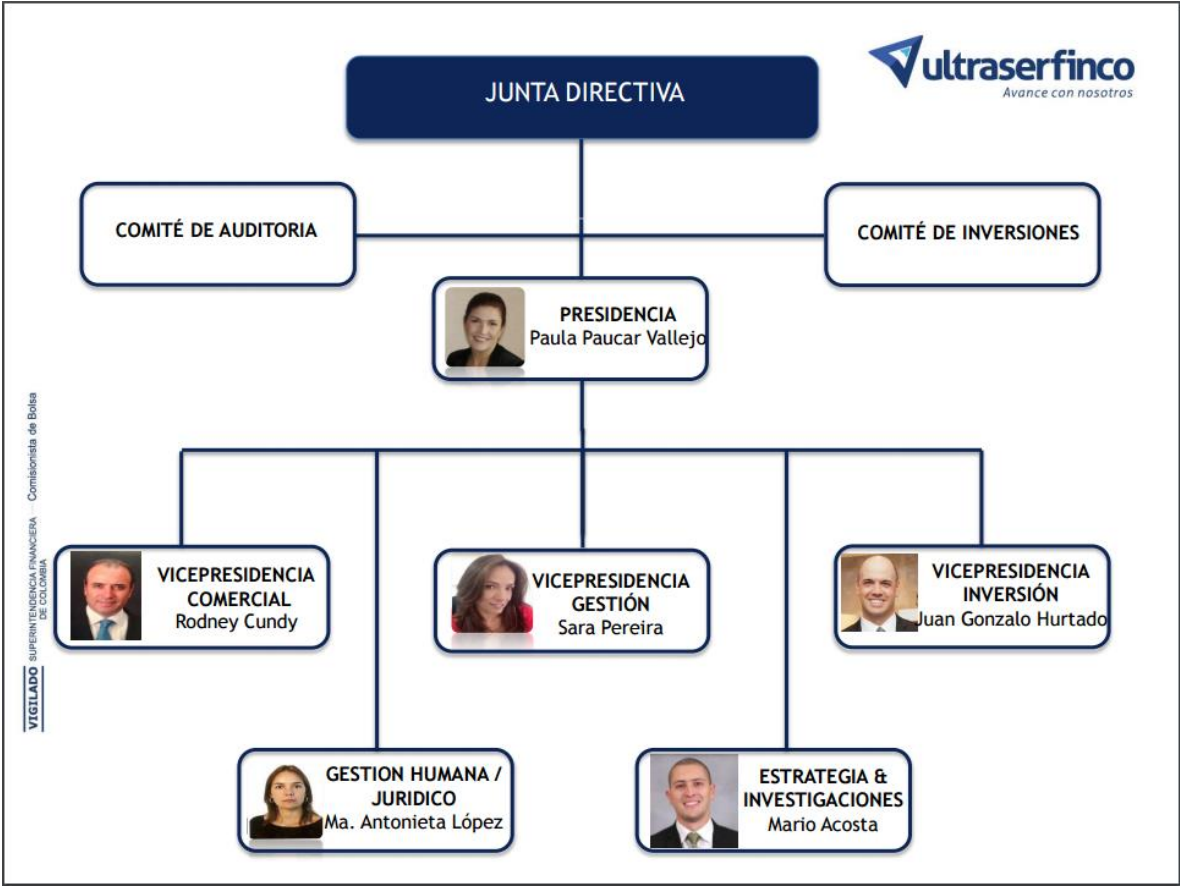 JUNTA DIRECTIVA
ultraserfinco
Avance con nosotros
COMITÉ DE AUDITORIA
COMITÉ DE INVERSIONES
PRESIDENCIA
Paula Paucar Vallejo
VICEPRESIDENCIA
COMERCIAL
Rodney Cundy
VICEPRESIDENCIA
GESTIÓN
Sara Pereira
VICEPRESIDENCIA
INVERSIÓN
Juan Gonzalo Hurtado
GESTION HUMANA /
JURIDICO
Ma. Antonieta López
ESTRATEGIA &
INVESTIGACIONES
Mario Acosta
VIGILADO SUPERINTENDENCIA FINANCIERA — Comisionista de Bolsa
DE COLOMBIA